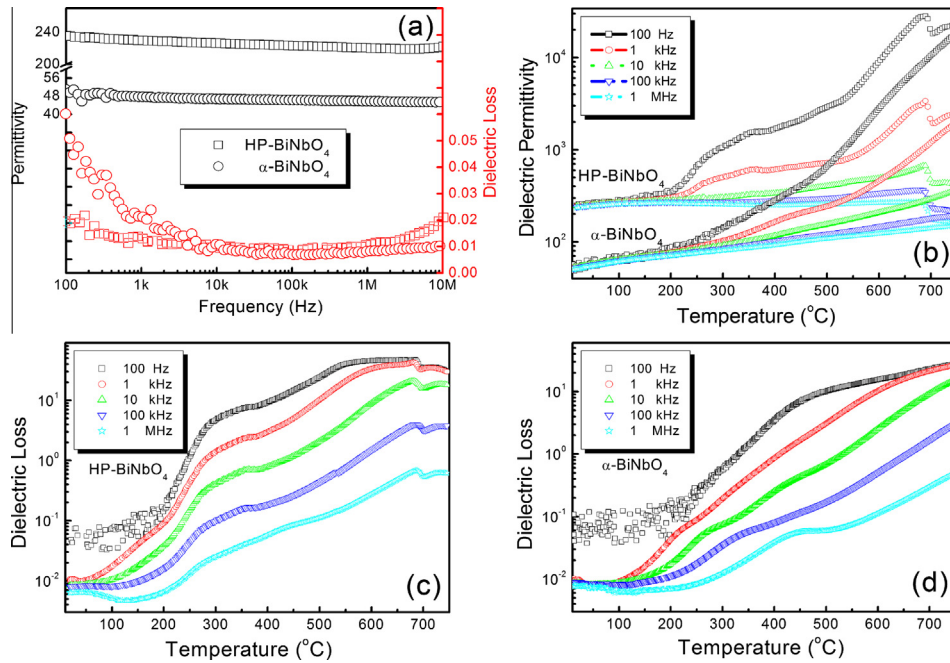 (a)
240
200
56
48
40
Permittivity
HP-BiNbO4
α-BiNbO4
0.06
0.05
0.04
0.03
0.02
0.01
0.00
Dielectric Loss
100 1k 10k 100k 1M 10M
Frequency (Hz)
100 Hz
1 kHz
10 kHz
100 kHz
1 MHz
10^4
10^3
10^2
Dielectric Permittivity
HP-BiNbO4
α-BiNbO4
(b)
100 200 300 400 500 600 700
Temperature (°C)
100 Hz
1 kHz
10 kHz
100 kHz
1 MHz
HP-BiNbO4
10^1
10^0
10^-1
10^-2
Dielectric Loss
(c)
100 200 300 400 500 600 700
Temperature (°C)
100 Hz
1 kHz
10 kHz
100 kHz
1 MHz
α-BiNbO4
10^1
10^0
10^-1
10^-2
Dielectric Loss
(d)
100 200 300 400 500 600 700
Temperature (°C)